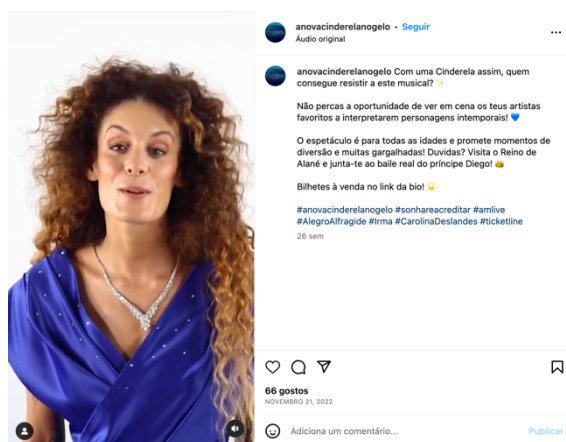 anovacinderelanogelo • Seguir
Áudio original
anovacinderelanogelo Com uma Cinderela assim, quem
consegue resistir a este musical? ✨
Não percas a oportunidade de ver em cena os teus artistas
favoritos a interpretarem personagens intemporais! 💙
O espetáculo é para todas as idades e promete momentos de
diversão e muitas gargalhadas! Duvidas? Visita o Reino de
Alané e junta-te ao baile real do príncipe Diego! 👑
Bilhetes à venda no link da bio!
#anovacinderelanogelo #sonhareacreditar #amlive
#AlegroAlfragide #Irma #CarolinaDeslandes #ticketline
26 sem
66 gostos
NOVEMBRO 21, 2022
Adiciona um comentário...
Publicar